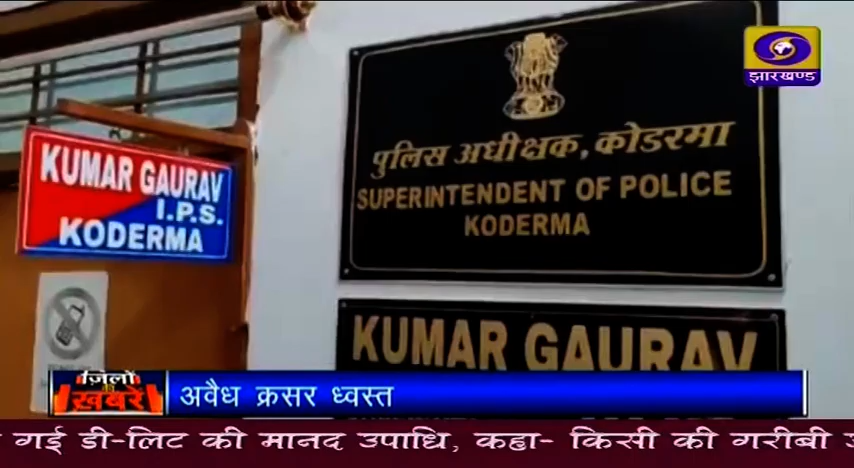 झारखण्ड
पुलिस अधीक्षक, कोडरमा
SUPERINTENDENT OF POLICE
KODERMA
KUMAR GAURAV
I.P.S.
KODERMA
KUMAR GAURAV
ज़िलों की
ख़बरें
अवैध क्रसर ध्वस्त
गई डी-लिट की मानद उपाधि, कहा- किसी की गरीबी